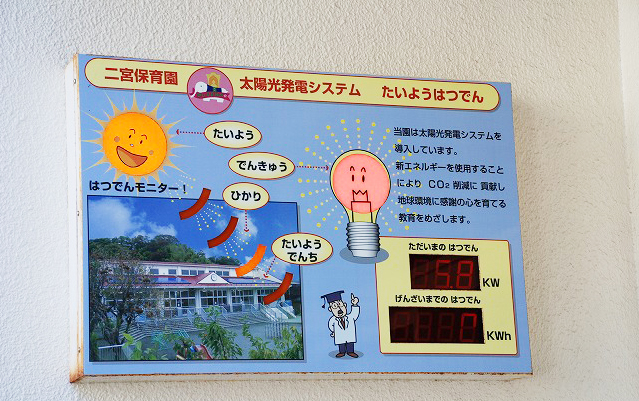 二宮保育園 太陽光発電システム たいようはつでん
たいよう
でんきゅう
はつでんモニター！
ひかり
たいよう
でんち
当園は太陽光発電システムを
導入しています。
新エネルギーを使用すること
により CO2 削減に 貢献し
地球環境に感謝の心を育てる
教育をめざします。
ただいまの はつでん
5.8 KW
げんざいまでの はつでん
7 KWh